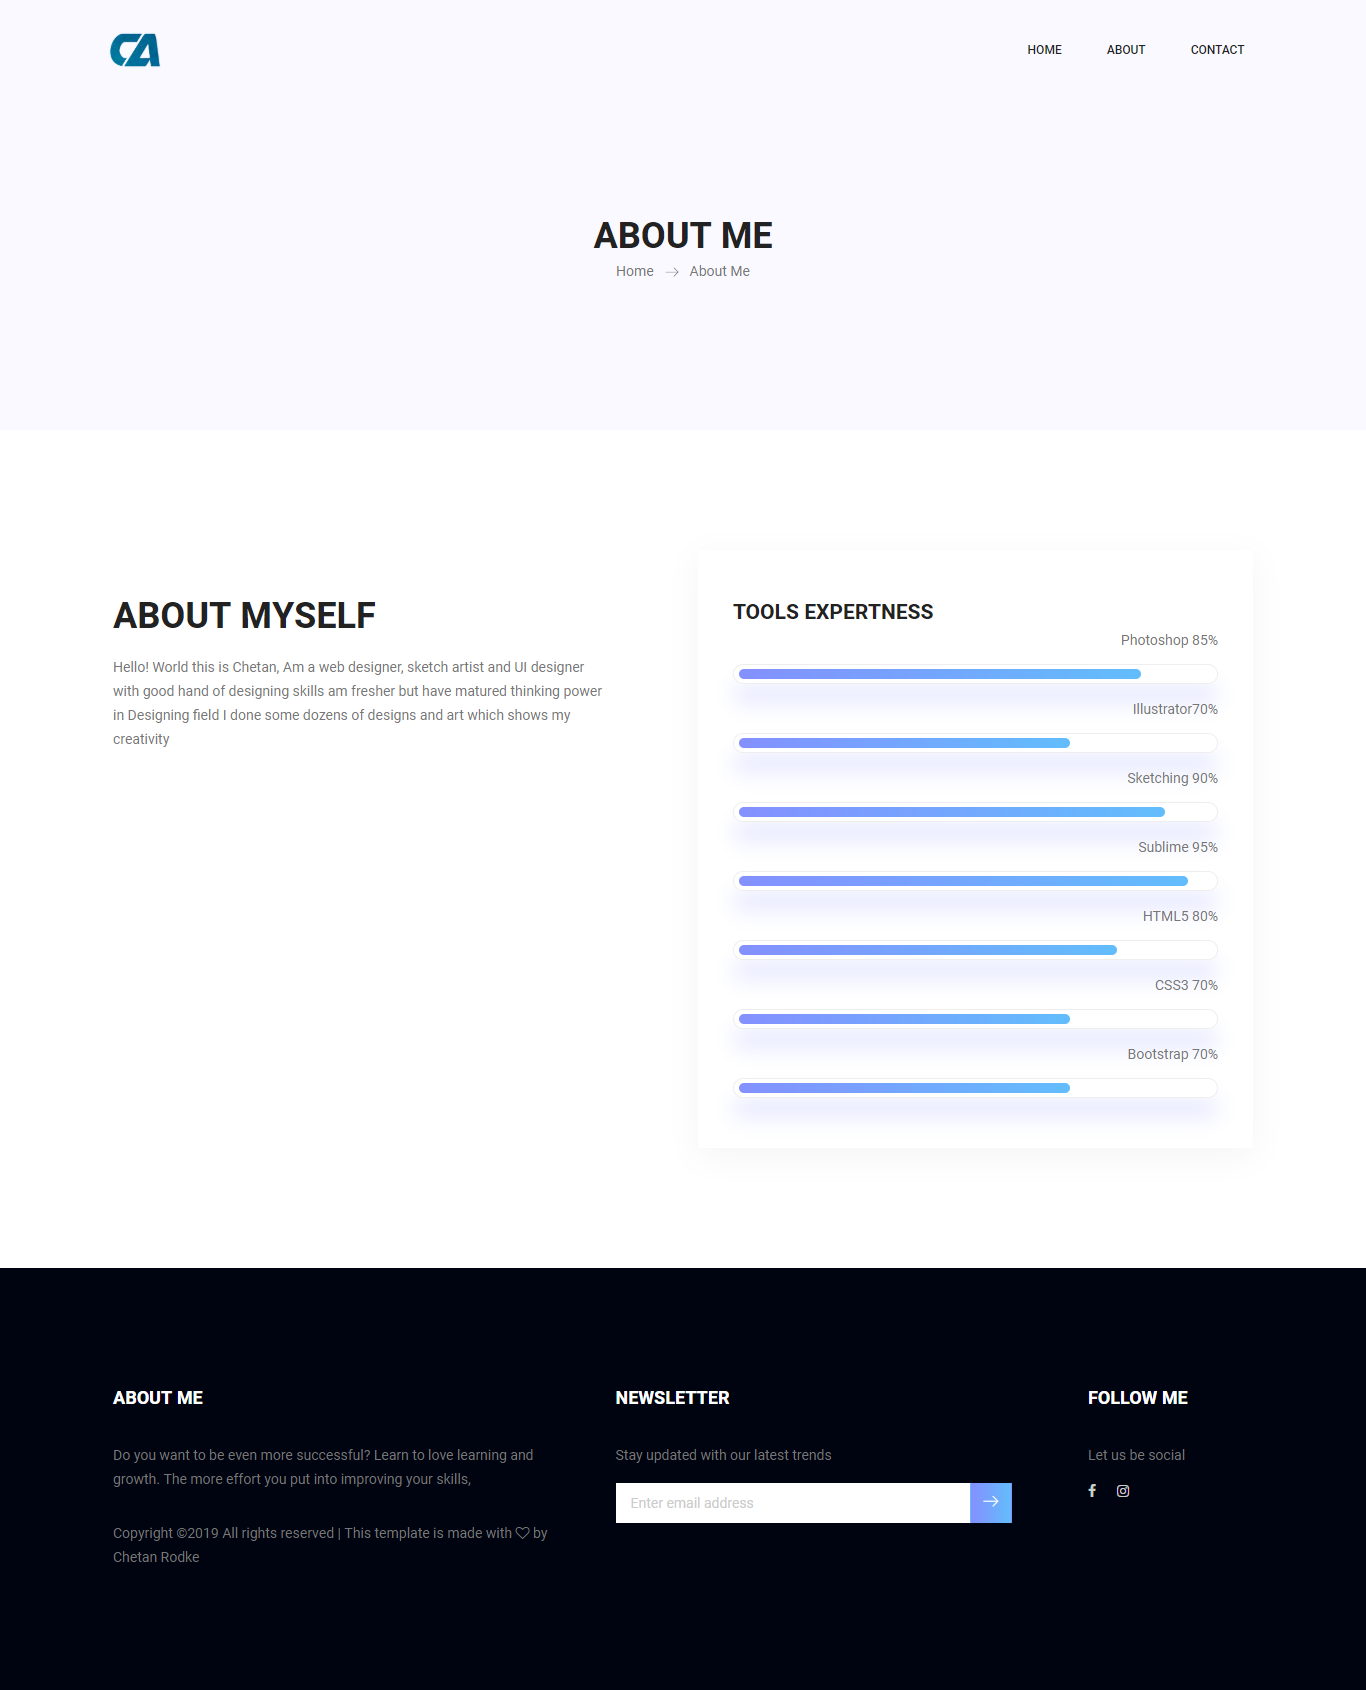 CA
HOME ABOUT CONTACT
ABOUT ME
Home → About Me
ABOUT MYSELF
Hello! World this is Chetan, Am a web designer, sketch artist and UI designer
with good hand of designing skills am fresher but have matured thinking power
in Designing field I done some dozens of designs and art which shows my
creativity
TOOLS EXPERTNESS
Photoshop 85%
Illustrator70%
Sketching 90%
Sublime 95%
HTML5 80%
CSS3 70%
Bootstrap 70%
ABOUT ME
Do you want to be even more successful? Learn to love learning and
growth. The more effort you put into improving your skills,
Copyright ©2019 All rights reserved | This template is made with ♡ by
Chetan Rodke
NEWSLETTER
Stay updated with our latest trends
Enter email address
FOLLOW ME
Let us be social